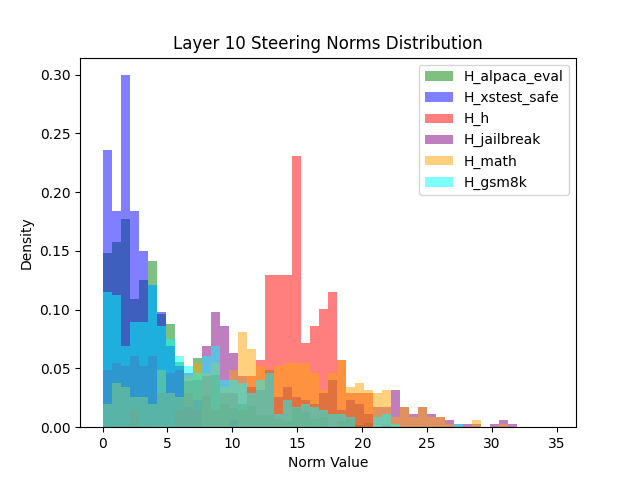 Layer 10 Steering Norms Distribution
H_alpaca_eval
H_xstest_safe
H_h
H_jailbreak
H_math
H_gsm8k
Density
0.30
0.25
0.20
0.15
0.10
0.05
0.00
0 5 10 15 20 25 30 35
Norm Value